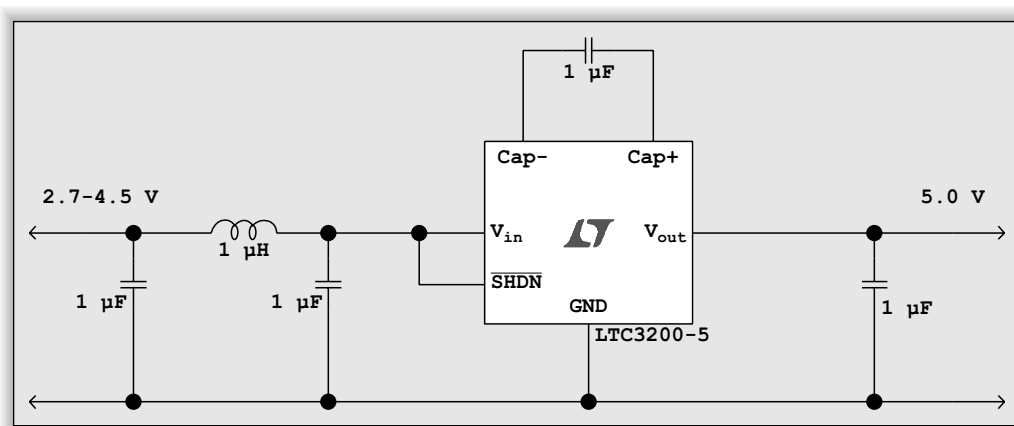 1 µF
Cap- Cap+
2.7-4.5 V
5.0 V
Vin
Vout
1 µH
SHDN
1 µF
1 µF
GND
1 µF
LTC3200-5